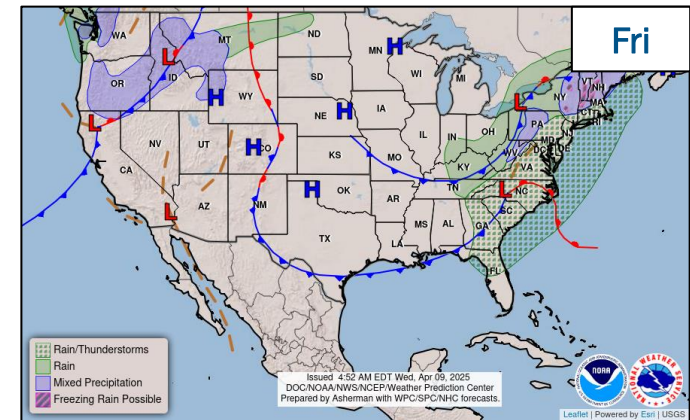 Fri
WA
MT
ND
MN
H
L
OR
ID
H
WY
SD
WI
MI
L
NY
VT
NH
MA
CT
RI
L
NE
H
IA
IL
IN
OH
PA
NJ
MD
DE
DC
WV
VA
NV
UT
H
CO
KS
MO
KY
CA
AZ
NM
H
OK
AR
TN
L
NC
SC
L
TX
LA
MS
AL
GA
FL
Rain/Thunderstorms
Rain
Mixed Precipitation
Freezing Rain Possible
Issued 4:52 AM EDT Wed, Apr 09, 2025
DOC/NOAA/NWS/NCEP/Weather Prediction Center
Prepared by Asherman with WPC/SPC/NHC forecasts.
NOAA
NATIONAL WEATHER SERVICE
Leaflet | Powered by Esri | USGS